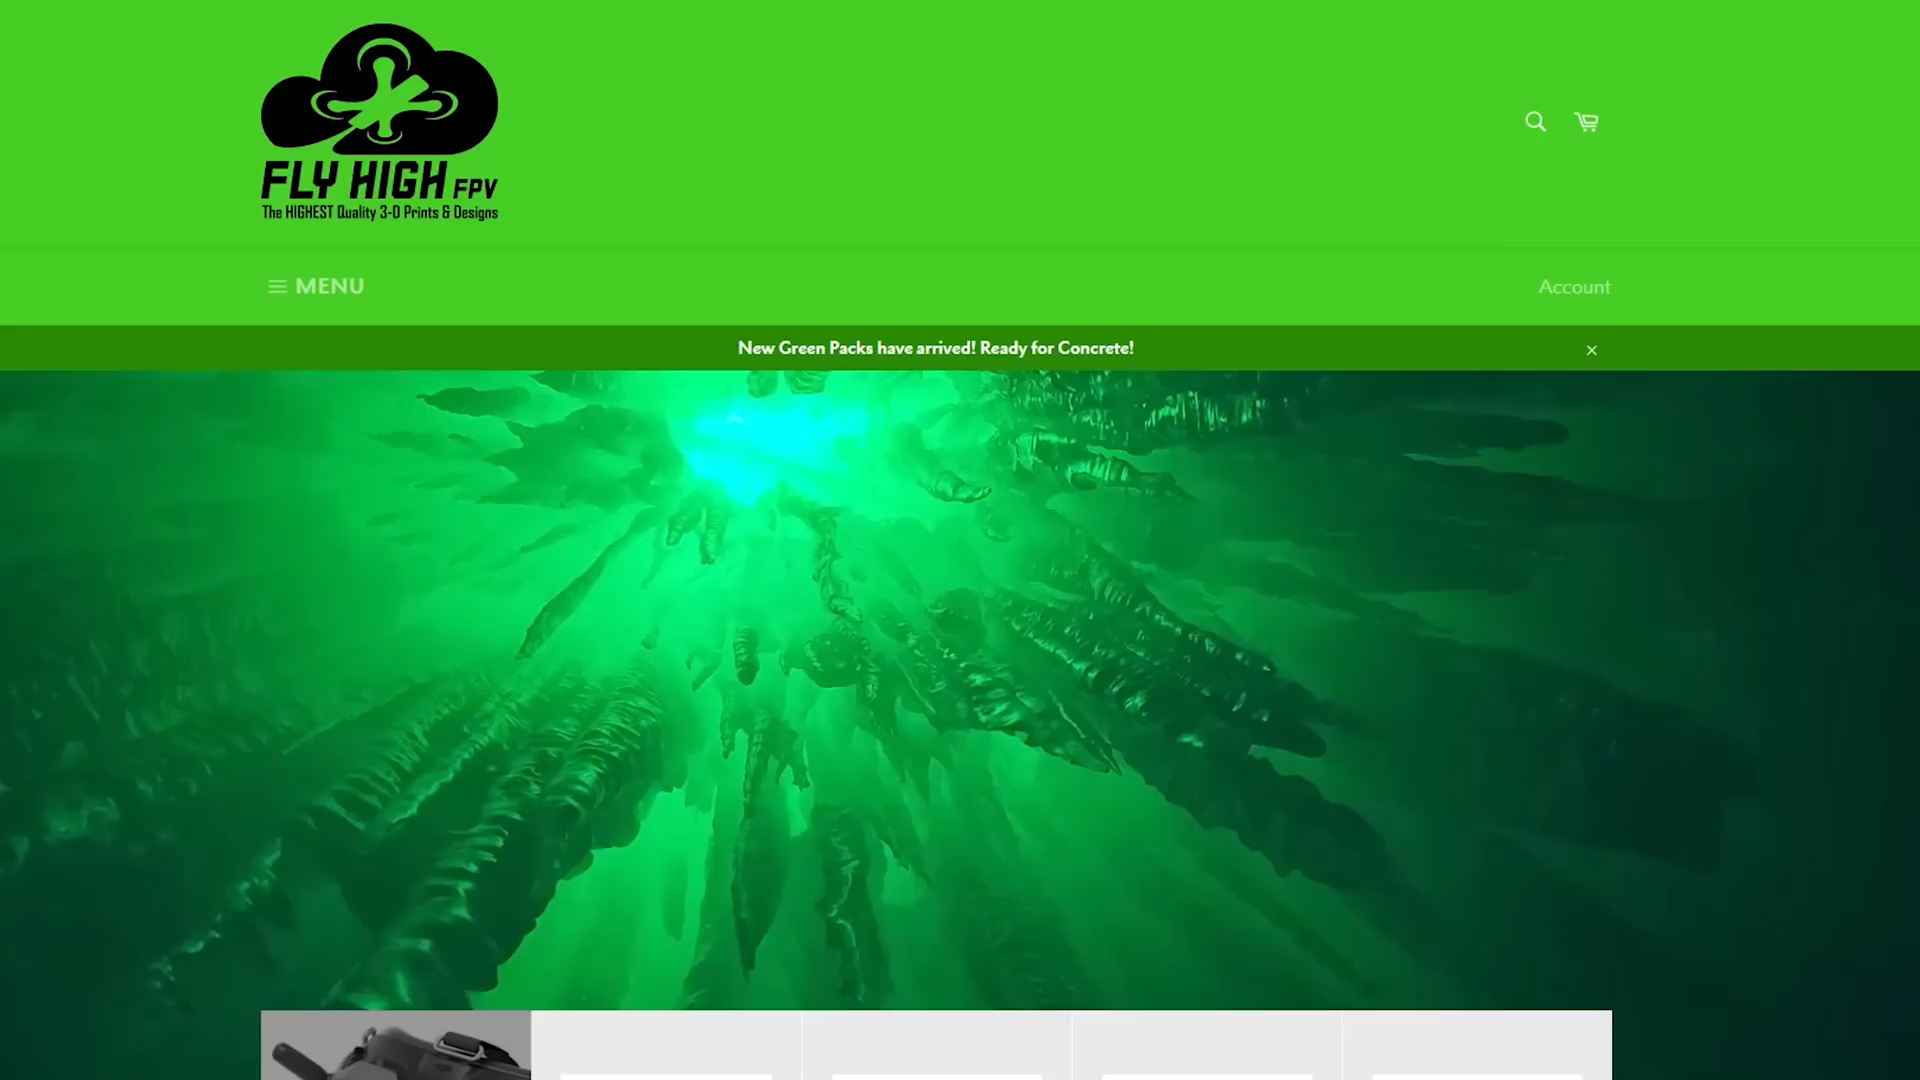 FLY HIGH FPV
The HIGHEST Quality 3-D Prints & Designs
MENU
Account
New Green Packs have arrived! Ready for Concrete!